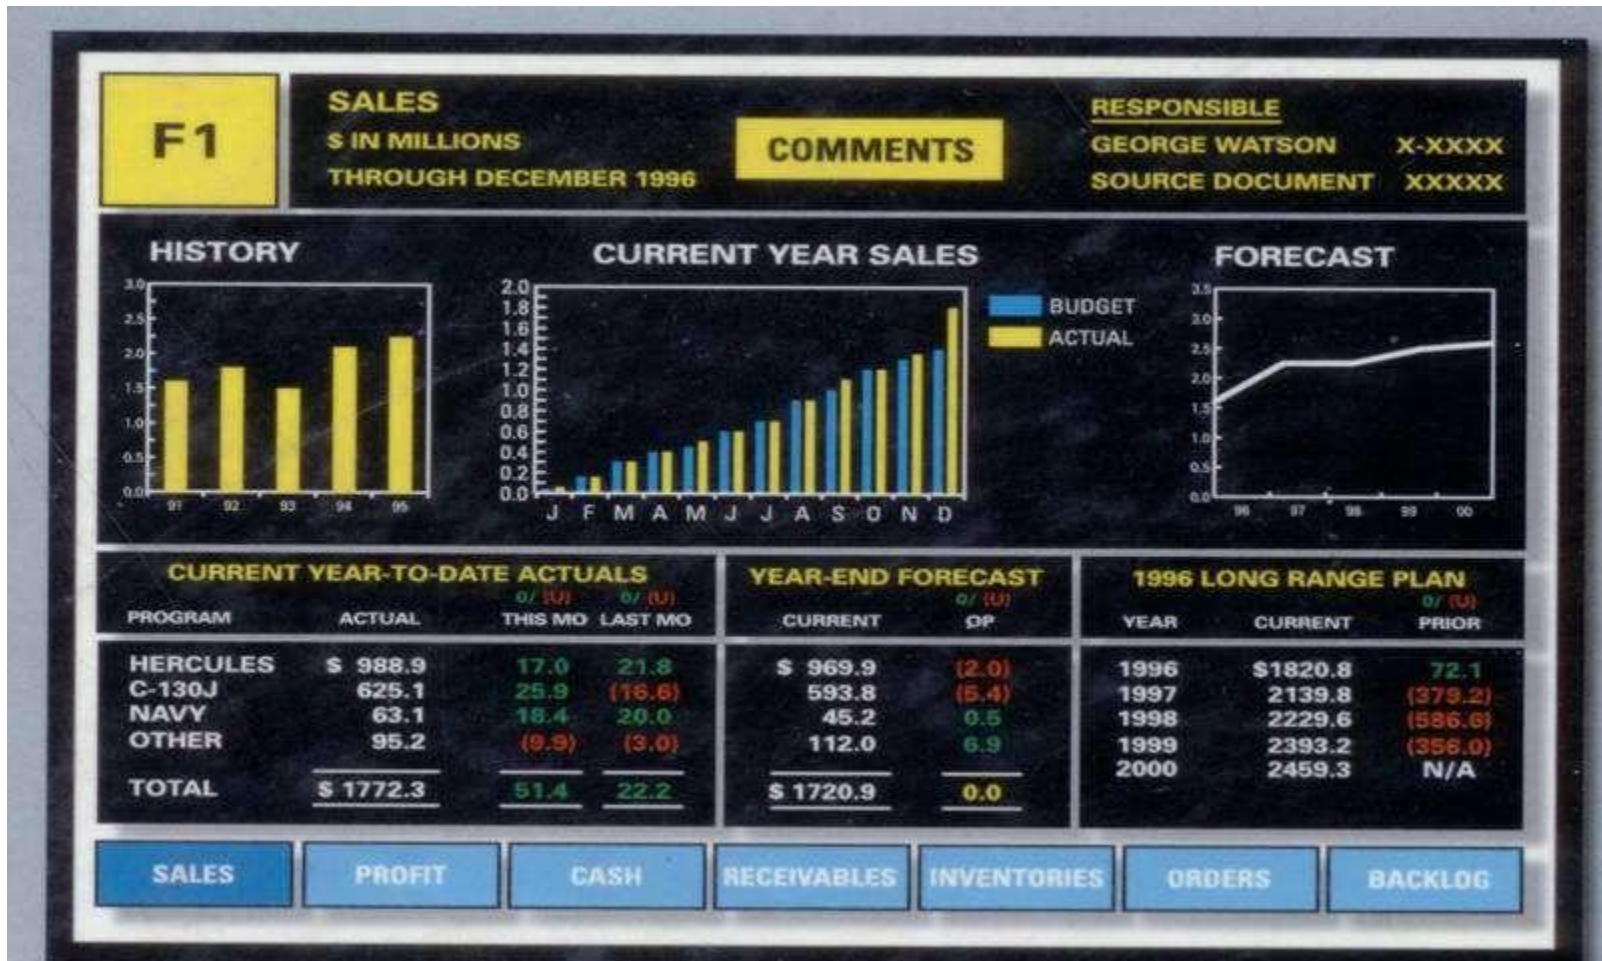 F1
SALES
$ IN MILLIONS
THROUGH DECEMBER 1996
COMMENTS
RESPONSIBLE
GEORGE WATSON X-XXXX
SOURCE DOCUMENT XXXXX
HISTORY
3.0
2.5
2.0
1.5
1.0
0.5
0.0
91 92 93 94 95
CURRENT YEAR SALES
2.0
1.8
1.6
1.4
1.2
1.0
0.8
0.6
0.4
0.2
0.0
J F M A M J J A S O N D
BUDGET
ACTUAL
FORECAST
3.5
3.0
2.5
2.0
1.5
1.0
0.5
0.0
96 97 98 99 00
CURRENT YEAR-TO-DATE ACTUALS
0/ (U) 0/ (U)
PROGRAM ACTUAL THIS MO LAST MO
HERCULES $ 988.9 17.0 21.8
C-130J 625.1 25.9 (16.6)
NAVY 63.1 18.4 20.0
OTHER 95.2 (9.9) (3.0)
TOTAL $ 1772.3 51.4 22.2
YEAR-END FORECAST
0/ (U)
CURRENT OP
$ 969.9 (2.0)
593.8 (5.4)
45.2 0.5
112.0 6.9
$ 1720.9 0.0
1996 LONG RANGE PLAN
0/ (U)
YEAR CURRENT PRIOR
1996 $1820.8 72.1
1997 2139.8 (379.2)
1998 2229.6 (586.6)
1999 2393.2 (356.0)
2000 2459.3 N/A
SALES PROFIT CASH RECEIVABLES INVENTORIES ORDERS BACKLOG